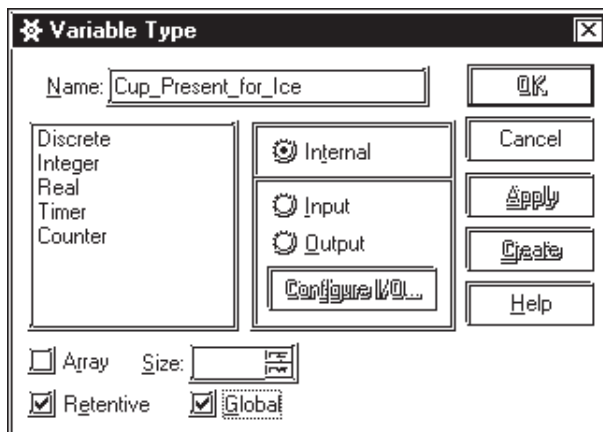 Variable Type
Name: Cup_Present_for_Ice
OK
Discrete
Integer
Real
Timer
Counter
Internal
Input
Output
Configure I/O...
Cancel
Apply
Create
Help
Array Size:
Retentive Global